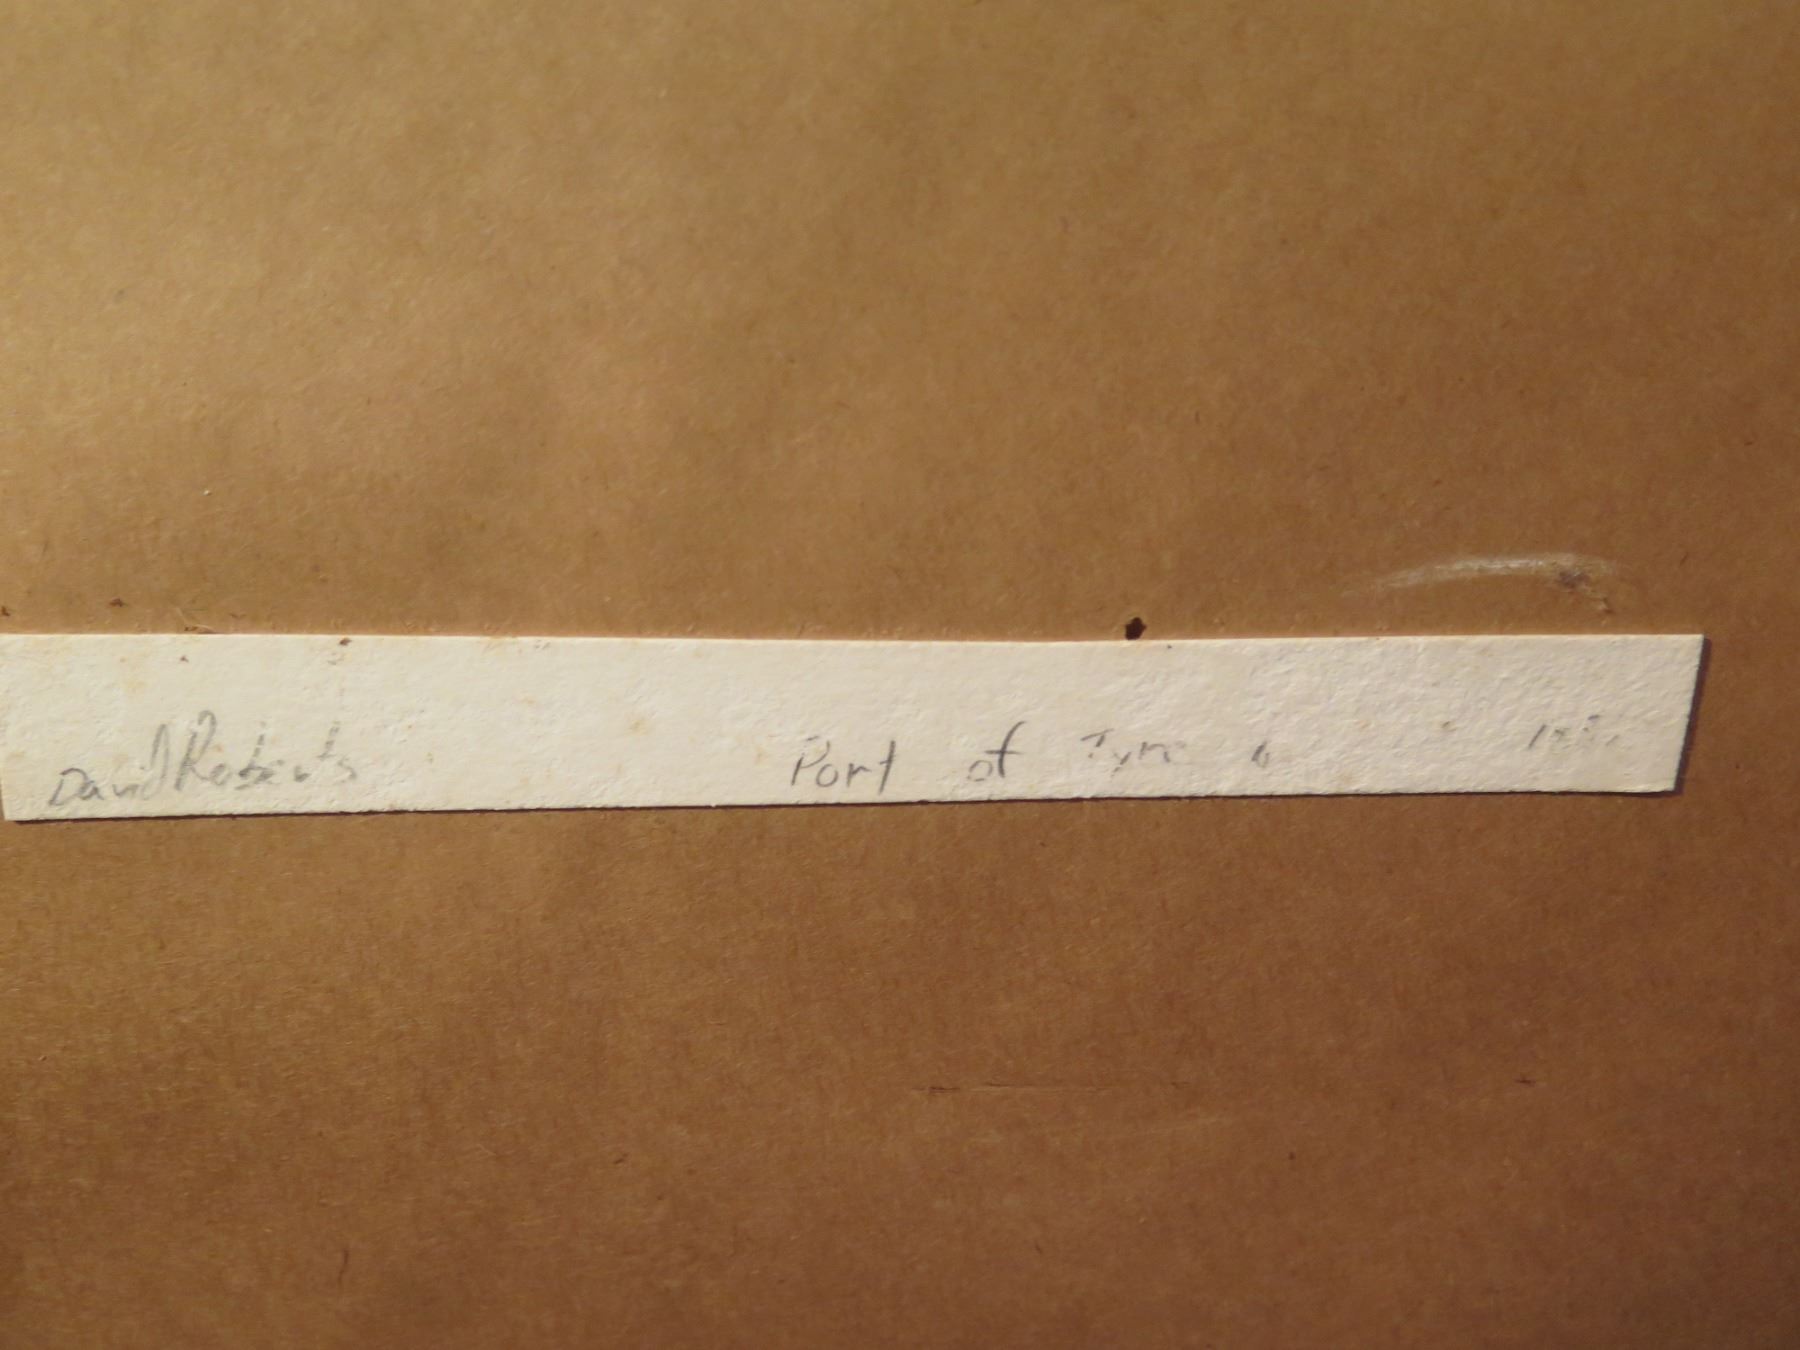 David Roberts Port of Tyre